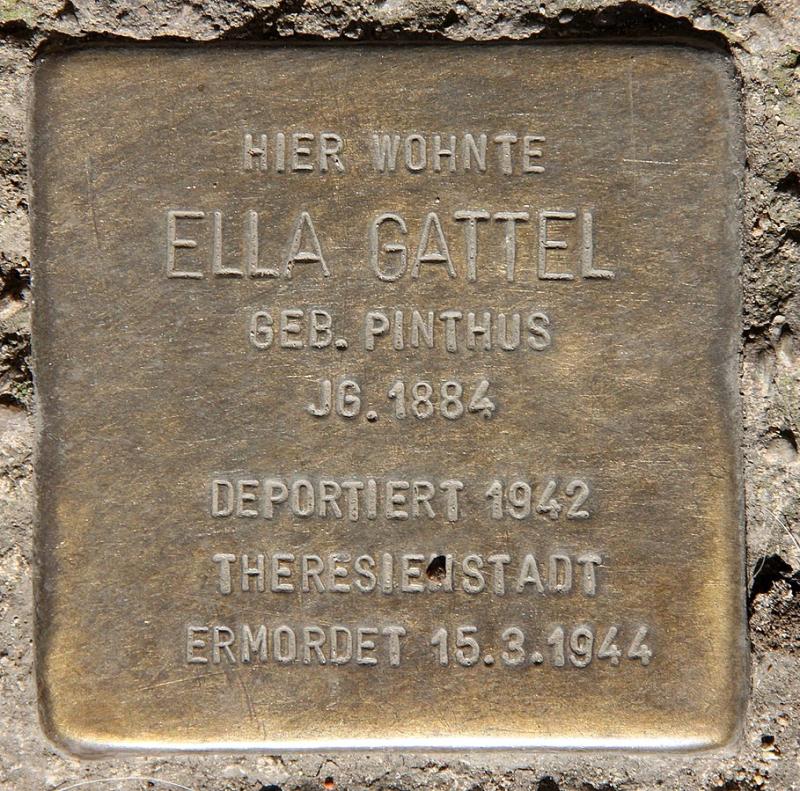 HIER WOHNTE
ELLA GATTEL
GEB. PINTHUS
JG. 1884
DEPORTIERT 1942
THERESIENSTADT
ERMORDET 15.3.1944